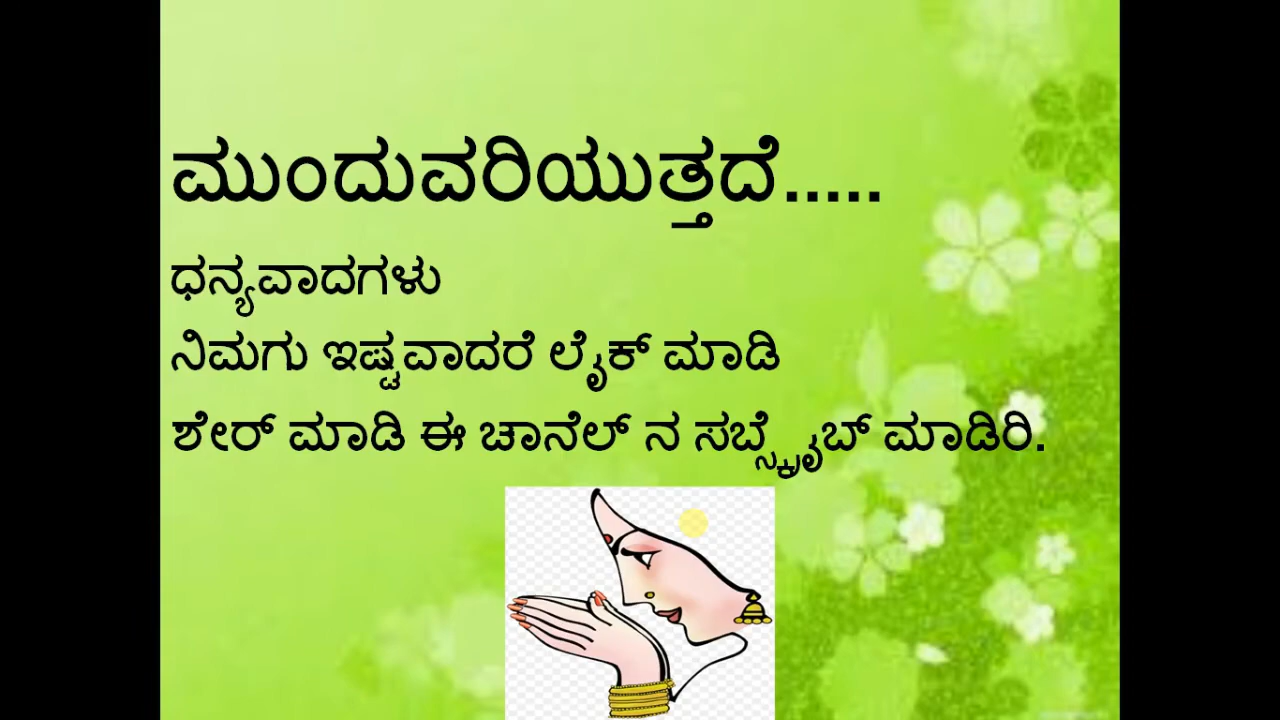 ಮುಂದುವರಿಯುತ್ತದೆ.....
ಧನ್ಯವಾದಗಳು
ನಿಮಗು ಇಷ್ಟವಾದರೆ ಲೈಕ್ ಮಾಡಿ
ಶೇರ್ ಮಾಡಿ ಈ ಚಾನೆಲ್ ನ ಸಬ್ಸ್ಕ್ರೈಬ್ ಮಾಡಿರಿ.